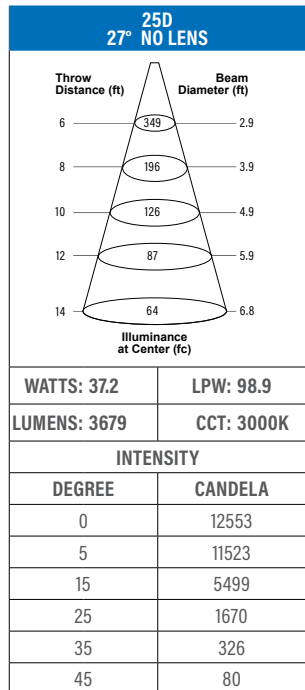 25D
27° NO LENS
Throw Distance (ft)
Beam Diameter (ft)
6 349 2.9
8 196 3.9
10 126 4.9
12 87 5.9
14 64 6.8
Illuminance
at Center (fc)
WATTS: 37.2 LPW: 98.9
LUMENS: 3679 CCT: 3000K
INTENSITY
DEGREE CANDELA
0 12553
5 11523
15 5499
25 1670
35 326
45 80